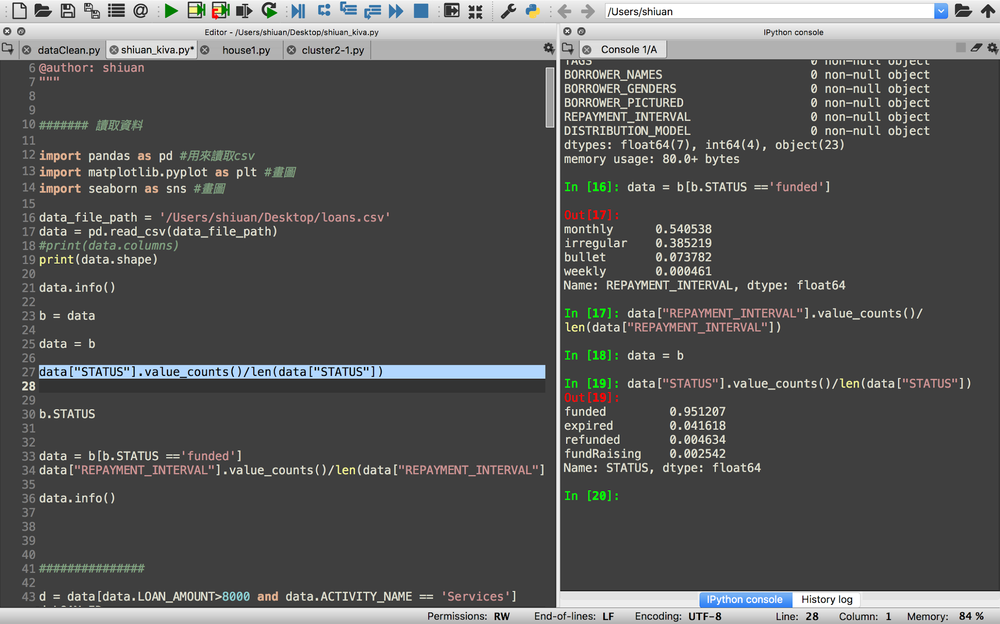 /Users/shiuan
Editor - /Users/shiuan/Desktop/shiuan_kiva.py
dataClean.py
shiuan_kiva.py*
house1.py
cluster2-1.py
6 @author: shiuan
7 """
8
9
10 ####### 讀取資料
11
12 import pandas as pd #用來讀取csv
13 import matplotlib.pyplot as plt #畫圖
14 import seaborn as sns #畫圖
15
16 data_file_path = '/Users/shiuan/Desktop/loans.csv'
17 data = pd.read_csv(data_file_path)
18 #print(data.columns)
19 print(data.shape)
20
21 data.info()
22
23 b = data
24
25 data = b
26
27 data["STATUS"].value_counts()/len(data["STATUS"])
28
29
30 b.STATUS
31
32
33 data = b[b.STATUS =='funded']
34 data["REPAYMENT_INTERVAL"].value_counts()/len(data["REPAYMENT_INTERVAL"]
35
36 data.info()
37
38
39
40
41 ###############
42
43 d = data[data.LOAN_AMOUNT>8000 and data.ACTIVITY_NAME == 'Services']
IPython console
Console 1/A
TAGS 0 non-null object
BORROWER_NAMES 0 non-null object
BORROWER_GENDERS 0 non-null object
BORROWER_PICTURED 0 non-null object
REPAYMENT_INTERVAL 0 non-null object
DISTRIBUTION_MODEL 0 non-null object
dtypes: float64(7), int64(4), object(23)
memory usage: 80.0+ bytes
In [16]: data = b[b.STATUS =='funded']
Out[17]:
monthly 0.540538
irregular 0.385219
bullet 0.073782
weekly 0.000461
Name: REPAYMENT_INTERVAL, dtype: float64
In [17]: data["REPAYMENT_INTERVAL"].value_counts()/
len(data["REPAYMENT_INTERVAL"])
In [18]: data = b
In [19]: data["STATUS"].value_counts()/len(data["STATUS"])
Out[19]:
funded 0.951207
expired 0.041618
refunded 0.004634
fundRaising 0.002542
Name: STATUS, dtype: float64
In [20]:
IPython console
History log
Permissions: RW End-of-lines: LF Encoding: UTF-8 Line: 28 Column: 1 Memory: 84 %